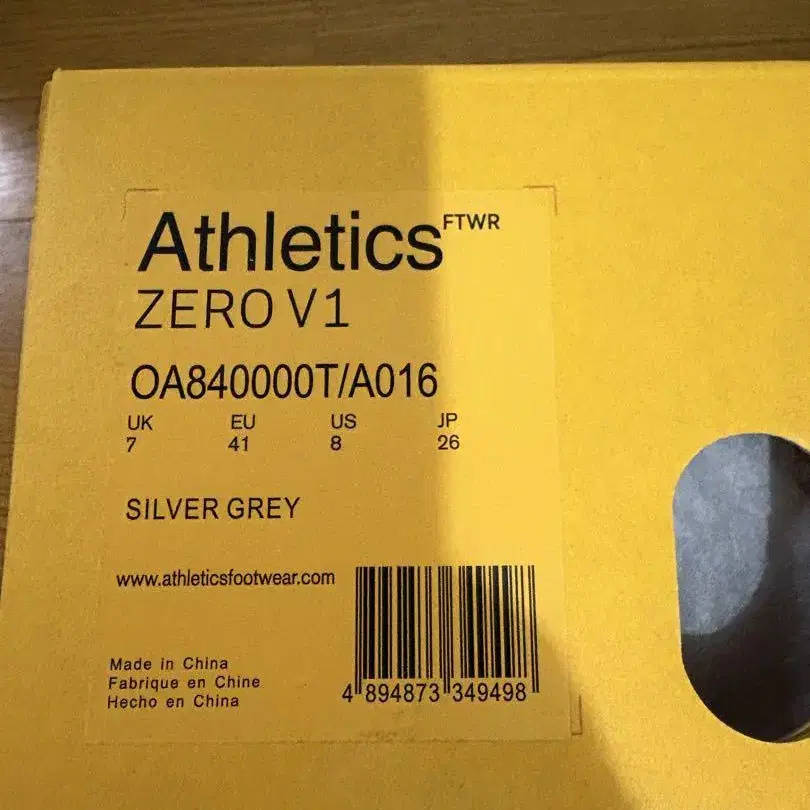 Athletics FTWR
ZERO V1
OA840000T/A016
UK EU US JP
7 41 8 26
SILVER GREY
www.athleticsfootwear.com
Made in China
Fabrique en Chine
Hecho en China
4 894873 349498